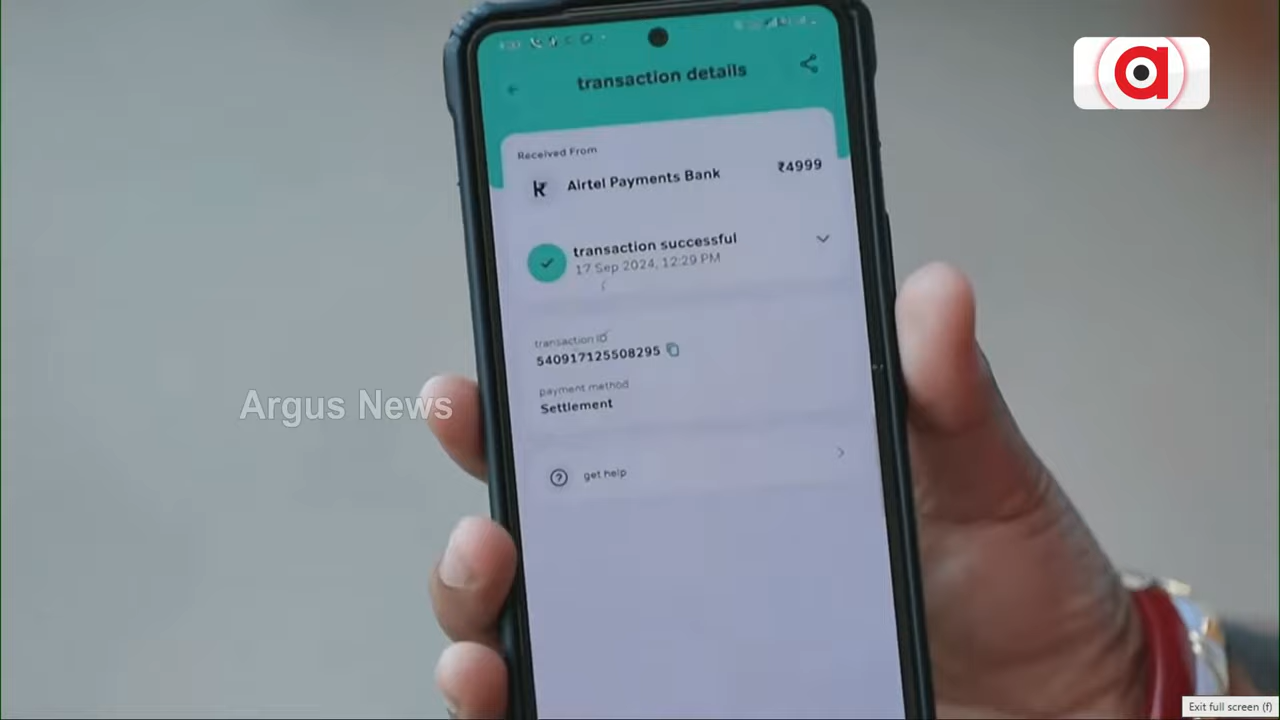 transaction details
Received From
Airtel Payments Bank ₹4999
transaction successful
17 Sep 2024, 12:29 PM
transaction ID
540917125508295
payment method
Settlement
get help
Argus News
a
Exit full screen (f)